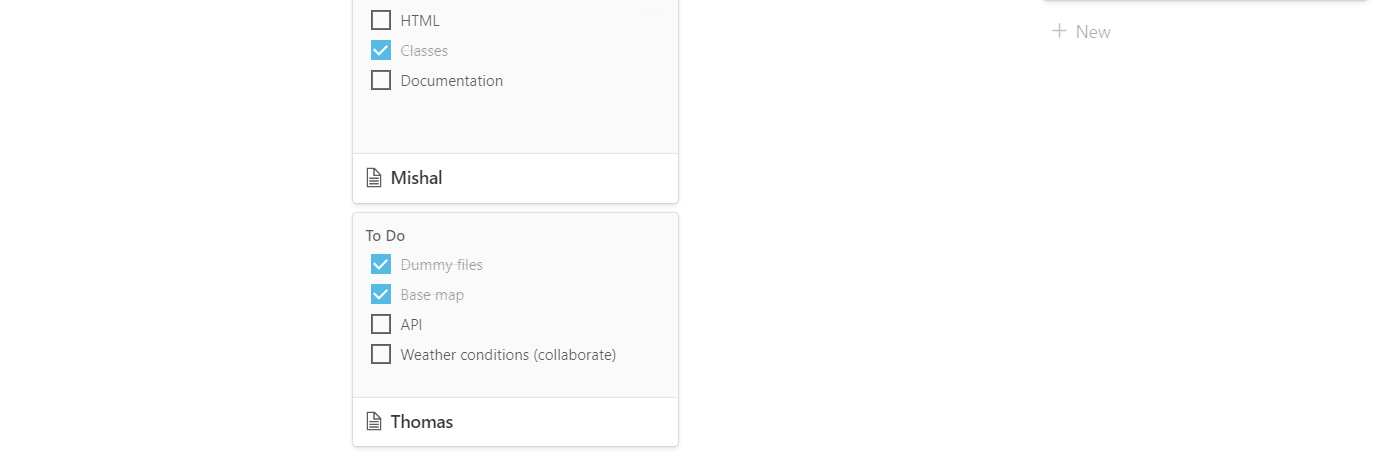 HTML
Classes
Documentation
Mishal
To Do
Dummy files
Base map
API
Weather conditions (collaborate)
Thomas
New